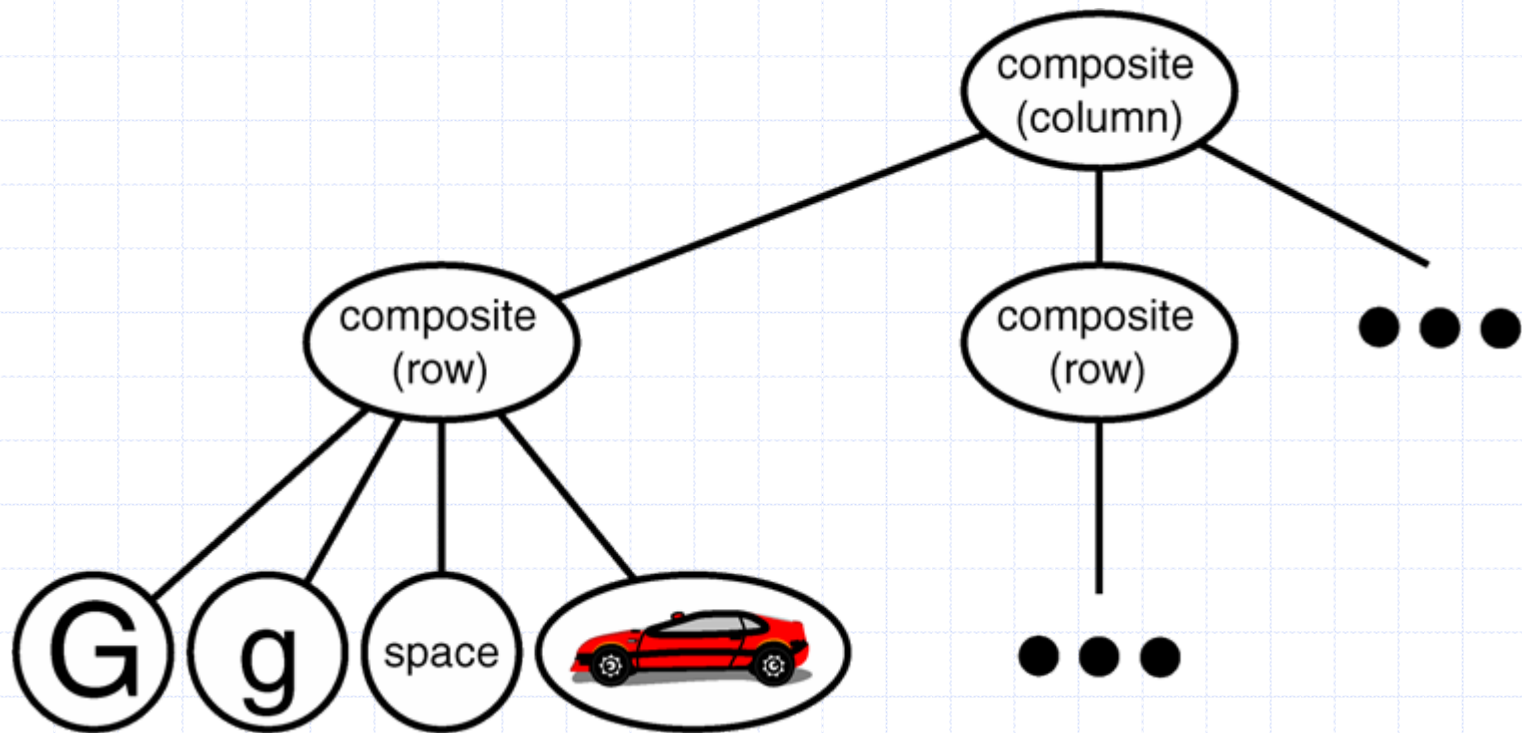 composite
(column)
composite
(row)
composite
(row)
G
g
space